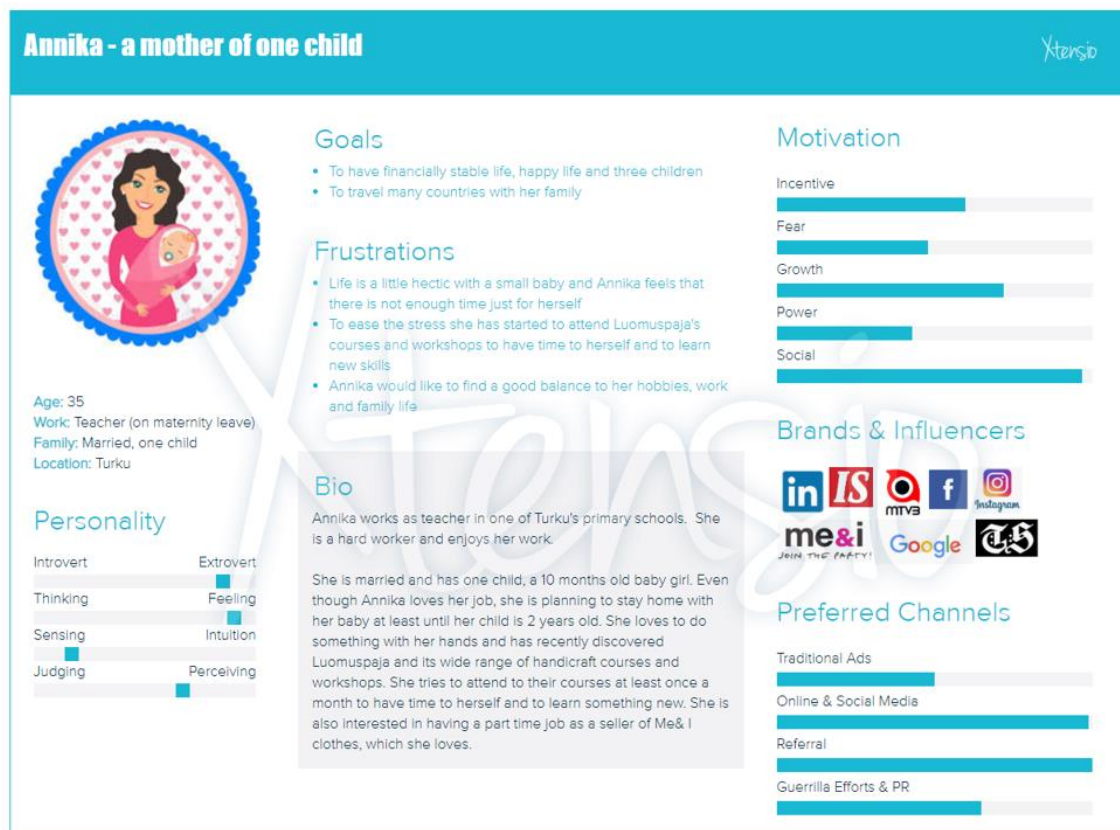 Annika - a mother of one child
Xtensio
Age: 35
Work: Teacher (on maternity leave)
Family: Married, one child
Location: Turku
Personality
Introvert Extrovert
Thinking Feeling
Sensing Intuition
Judging Perceiving
Goals
• To have financially stable life, happy life and three children
• To travel many countries with her family
Frustrations
• Life is a little hectic with a small baby and Annika feels that
there is not enough time just for herself
• To ease the stress she has started to attend Luomuspaja's
courses and workshops to have time to herself and to learn
new skills
• Annika would like to find a good balance to her hobbies, work
and family life
Bio
Annika works as teacher in one of Turku's primary schools. She
is a hard worker and enjoys her work.
She is married and has one child, a 10 months old baby girl. Even
though Annika loves her job, she is planning to stay home with
her baby at least until her child is 2 years old. She loves to do
something with her hands and has recently discovered
Luomuspaja and its wide range of handicraft courses and
workshops. She tries to attend to their courses at least once a
month to have time to herself and to learn something new. She is
also interested in having a part time job as a seller of Me& I
clothes, which she loves.
Motivation
Incentive
Fear
Growth
Power
Social
Brands & Influencers
in IS MTV3 f Instagram
me&i Google TS
JOIN THE PARTY!
Preferred Channels
Traditional Ads
Online & Social Media
Referral
Guerrilla Efforts & PR
Xtensio